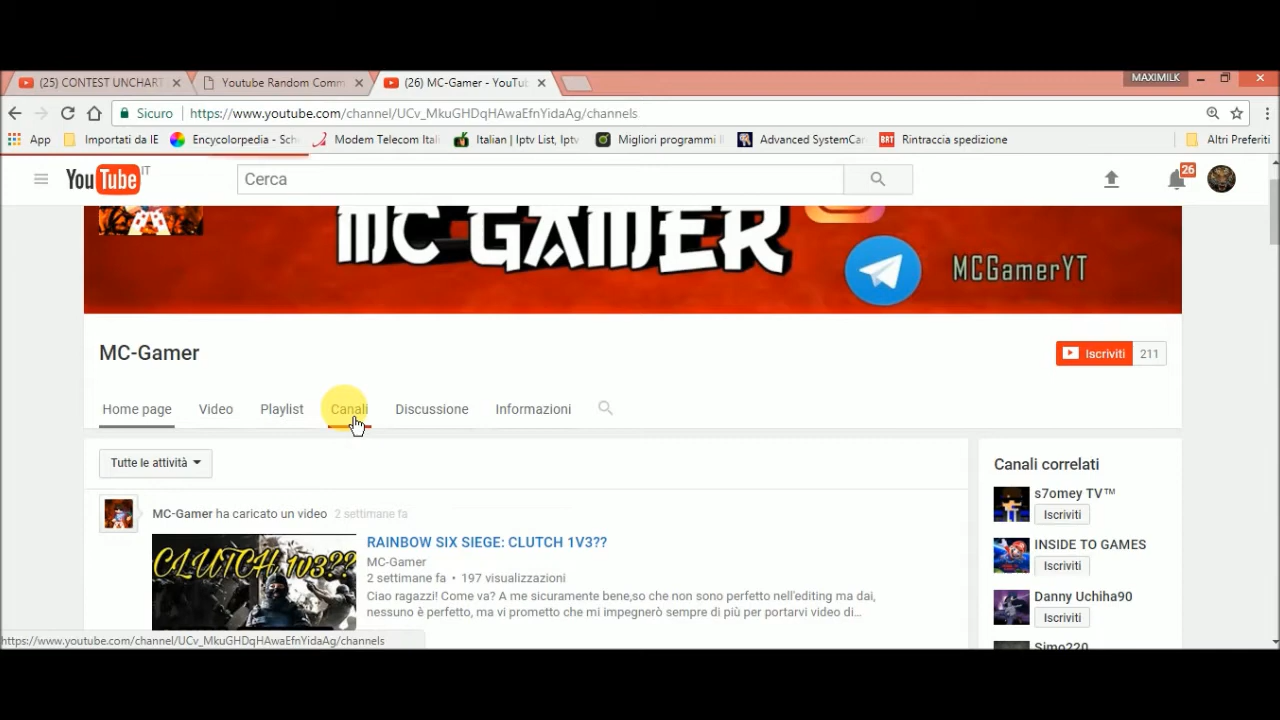 (25) CONTEST UNCHART
Youtube Random Comm
(26) MC-Gamer - YouTu
MAXIMILK
Sicuro
https://www.youtube.com/channel/UCv_MkuGHDqHAwaEfnYidaAg/channels
App
Importati da IE
Encycolorpedia - Sch
Modem Telecom Ital
Italian | Iptv List, Iptv
Migliori programmi
Advanced SystemCar
BRT
Rintraccia spedizione
Altri Preferiti
YouTube IT
Cerca
26
MC GAMER
MCGamerYT
MC-Gamer
Iscriviti 211
Home page
Video
Playlist
Canali
Discussione
Informazioni
Tutte le attività
MC-Gamer ha caricato un video 2 settimane fa
CLUTCH 1V3??
RAINBOW SIX SIEGE: CLUTCH 1V3??
MC-Gamer
2 settimane fa • 197 visualizzazioni
Ciao ragazzi! Come va? A me sicuramente bene,so che non sono perfetto nell'editing ma dai,
nessuno è perfetto, ma vi prometto che mi impegnerò sempre di più per portarvi video di...
Canali correlati
s7omey TV™
Iscriviti
INSIDE TO GAMES
Iscriviti
Danny Uchiha90
Iscriviti
Simo220
https://www.youtube.com/channel/UCv_MkuGHDqHAwaEfnYidaAg/channels